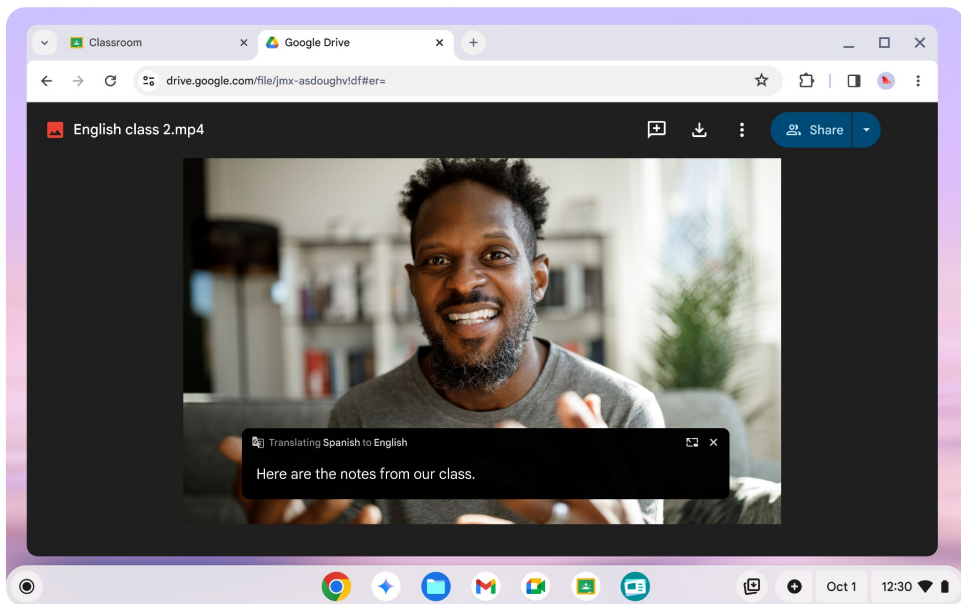 Classroom
Google Drive
drive.google.com/file/jmx-asdoughv!df#er=
English class 2.mp4
Share
Translating Spanish to English
Here are the notes from our class.
Oct 1
12:30